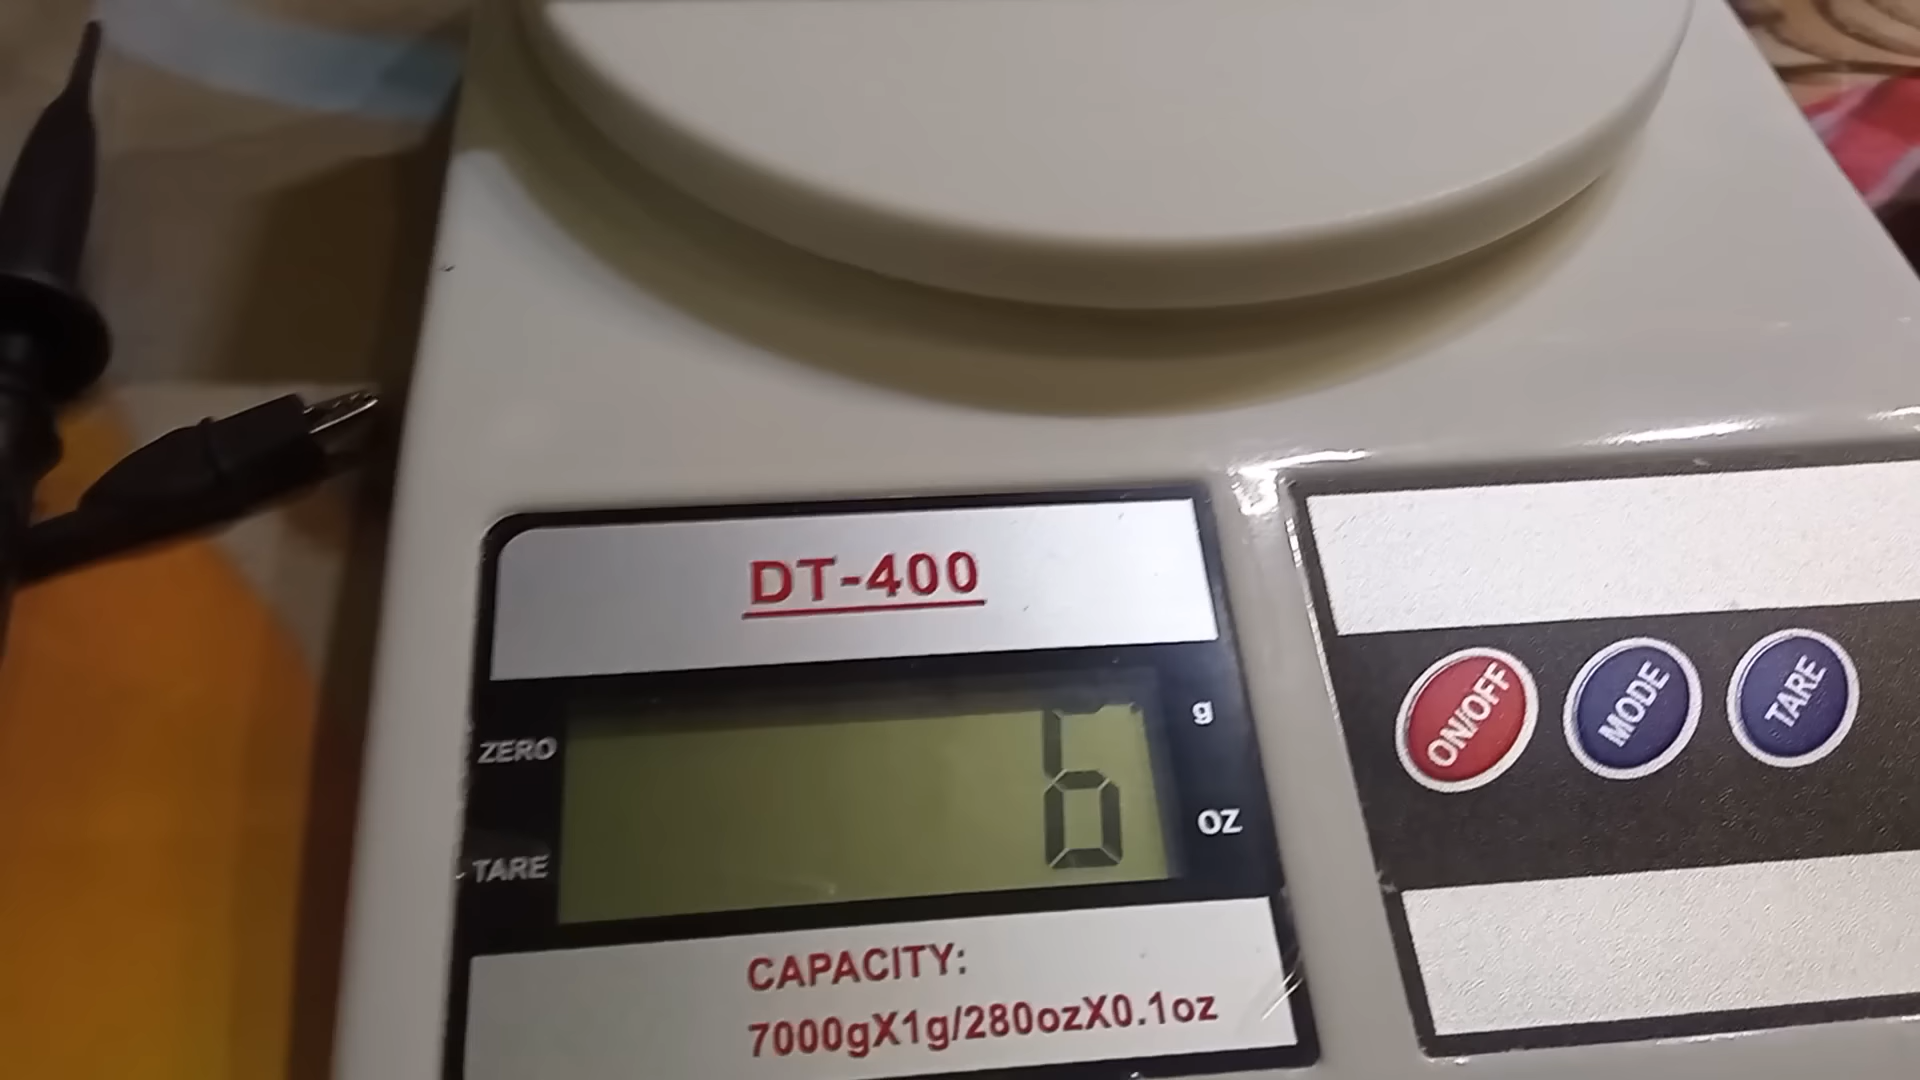 DT-400
ZERO
TARE
6
g
oz
CAPACITY:
7000gX1g/280ozX0.1oz
ON/OFF
MODE
TARE